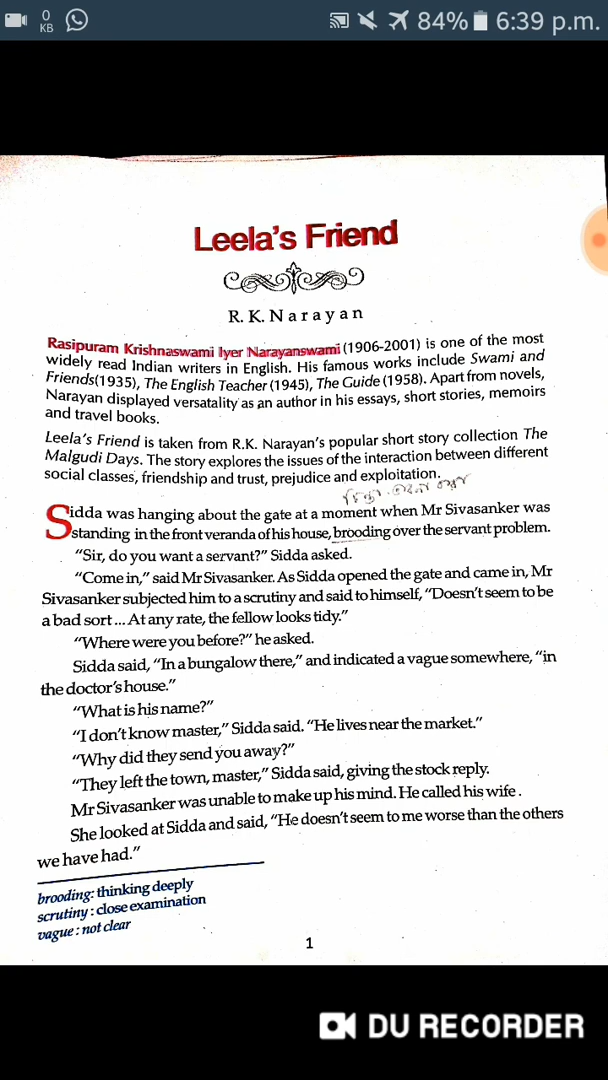 0
KB
84% 6:39 p.m.
Leela's Friend
R. K. Narayan
Rasipuram Krishnaswami Iyer Narayanswami (1906-2001) is one of the most
widely read Indian writers in English. His famous works include Swami and
Friends(1935), The English Teacher (1945), The Guide (1958). Apart from novels,
Narayan displayed versatality as an author in his essays, short stories, memoirs
and travel books.
Leela's Friend is taken from R.K. Narayan's popular short story collection The
Malgudi Days. The story explores the issues of the interaction between different
social classes, friendship and trust, prejudice and exploitation.
Sidda was hanging about the gate at a moment when Mr Sivasanker was
standing in the front veranda of his house, brooding over the servant problem.
"Sir, do you want a servant?" Sidda asked.
"Come in," said Mr Sivasanker. As Sidda opened the gate and came in, Mr
Sivasanker subjected him to a scrutiny and said to himself, "Doesn't seem to be
a bad sort ... At any rate, the fellow looks tidy."
"Where were you before?" he asked.
Sidda said, "In a bungalow there," and indicated a vague somewhere, "in
the doctor's house."
"What is his name?"
"I don't know master," Sidda said. "He lives near the market."
"Why did they send you away?"
"They left the town, master," Sidda said, giving the stock reply.
Mr Sivasanker was unable to make up his mind. He called his wife .
She looked at Sidda and said, "He doesn't seem to me worse than the others
we have had."
brooding: thinking deeply
scrutiny : close examination
vague : not clear
1
DU RECORDER